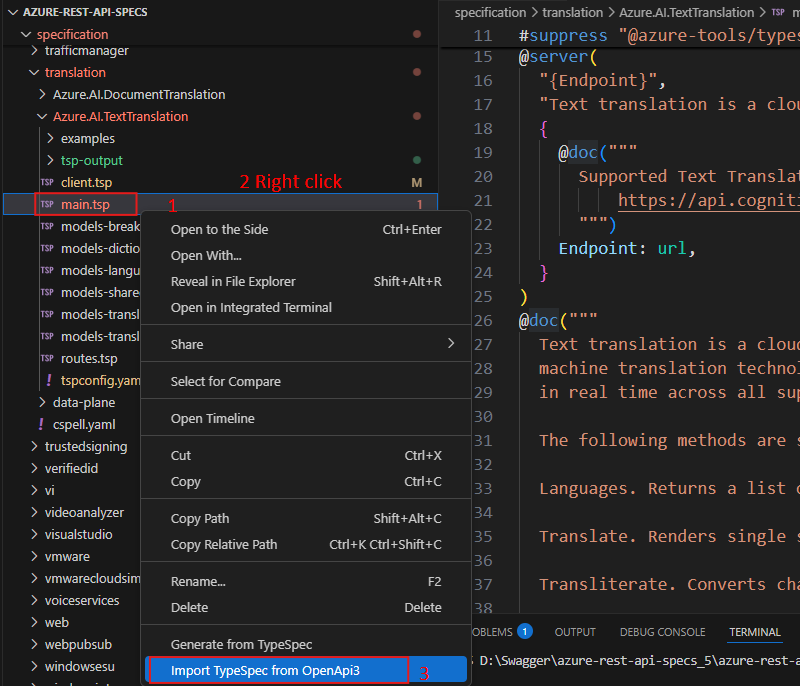 AZURE-REST-API-SPECS
specification
trafficmanager
translation
Azure.AI.DocumentTranslation
Azure.AI.TextTranslation
examples
tsp-output
TSP client.tsp M
TSP main.tsp 1
TSP models-break
TSP models-dictio
TSP models-langu
TSP models-share
TSP models-transl
TSP models-transl
TSP routes.tsp
! tspconfig.yam
data-plane
! cspell.yaml
trustedsigning
verifiedid
vi
videoanalyzer
visualstudio
vmware
vmwarecloudsim
voiceservices
web
webpubsub
windowsesu
1
2 Right click
Open to the Side Ctrl+Enter
Open With...
Reveal in File Explorer Shift+Alt+R
Open in Integrated Terminal
Share
Select for Compare
Open Timeline
Cut Ctrl+X
Copy Ctrl+C
Copy Path Shift+Alt+C
Copy Relative Path Ctrl+K Ctrl+Shift+C
Rename... F2
Delete Delete
Generate from TypeSpec
Import TypeSpec from OpenApi3
3
specification > translation > Azure.AI.TextTranslation > TSP m
11 #suppress "@azure-tools/types
15 @server(
16 "{Endpoint}",
17 "Text translation is a clou
18 {
19 @doc("""
20 Supported Text Translat
21 https://api.cogniti
22 """)
23 Endpoint: url,
24 }
25 )
26 @doc("""
27 Text translation is a cloud
28 machine translation technol
29 in real time across all sup
30
31 The following methods are s
32
33 Languages. Returns a list o
34
35 Translate. Renders single s
36
37 Transliterate. Converts cha
38
OBLEMS 1 OUTPUT DEBUG CONSOLE TERMINAL
D:\Swagger\azure-rest-api-specs_5\azure-rest-a